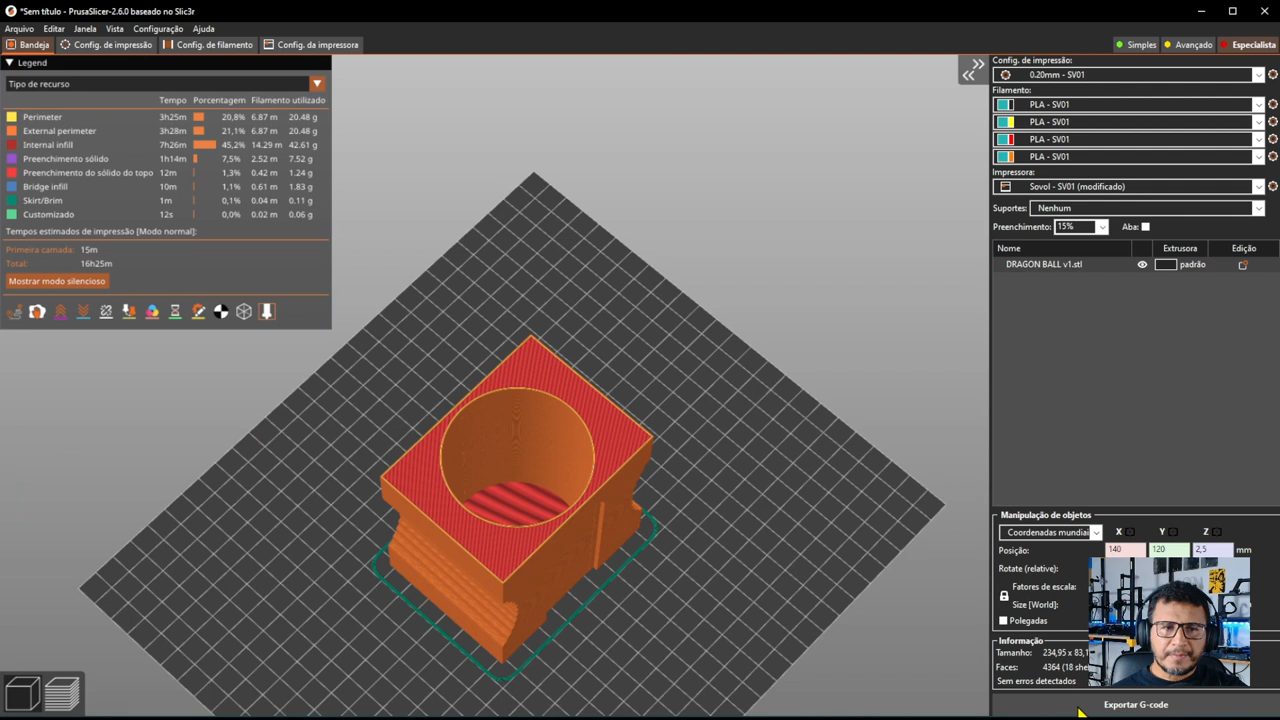 *Sem título - PrusaSlicer-2.6.0 baseado no Slic3r
Arquivo Editar Janela Vista Configuração Ajuda
Bandeja Config. de impressão Config. de filamento Config. da impressora
Simples Avançado Especialista
Legend
Tipo de recurso
Tempo Porcentagem Filamento utilizado
Perimeter 3h25m 20,8% 6.87 m 20.48 g
External perimeter 3h28m 21,1% 6.87 m 20.48 g
Internal infill 7h26m 45,2% 14.29 m 42.61 g
Preenchimento sólido 1h14m 7,5% 2.52 m 7.52 g
Preenchimento do sólido do topo 12m 1,3% 0.42 m 1.24 g
Bridge infill 10m 1,1% 0.61 m 1.83 g
Skirt/Brim 1m 0,1% 0.04 m 0.11 g
Customizado 12s 0,0% 0.02 m 0.06 g
Tempos estimados de impressão [Modo normal]:
Primeira camada: 15m
Total: 16h25m
Mostrar modo silencioso
Config. de impressão:
0.20mm - SV01
Filamento:
PLA - SV01
PLA - SV01
PLA - SV01
PLA - SV01
Impressora:
Sovol - SV01 (modificado)
Suportes: Nenhum
Preenchimento: 15% Aba:
Nome Extrusora Edição
DRAGON BALL v1.stl padrão
Manipulação de objetos
Coordenadas mundiai X Y Z
Posição: 140 120 2,5 mm
Rotate (relative):
Fatores de escala:
Size [World]:
Polegadas
Informação
Tamanho: 234,95 x 83,1
Faces: 4364 (18 she
Sem erros detectados
Exportar G-code